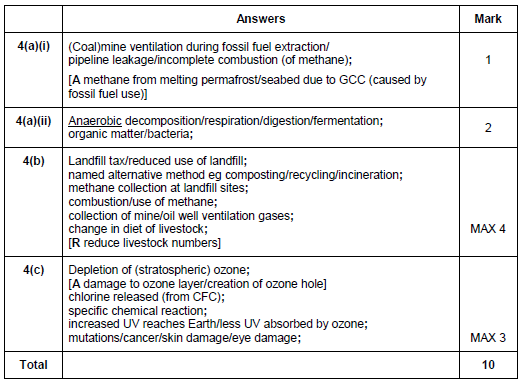 Answers Mark
4(a)(i) (Coal)mine ventilation during fossil fuel extraction/
pipeline leakage/incomplete combustion (of methane); 1
[A methane from melting permafrost/seabed due to GCC (caused by
fossil fuel use)]
4(a)(ii) Anaerobic decomposition/respiration/digestion/fermentation;
organic matter/bacteria; 2
4(b) Landfill tax/reduced use of landfill;
named alternative method eg composting/recycling/incineration;
methane collection at landfill sites;
combustion/use of methane;
collection of mine/oil well ventilation gases;
change in diet of livestock; MAX 4
[R reduce livestock numbers]
4(c) Depletion of (stratospheric) ozone;
[A damage to ozone layer/creation of ozone hole]
chlorine released (from CFC);
specific chemical reaction;
increased UV reaches Earth/less UV absorbed by ozone;
mutations/cancer/skin damage/eye damage; MAX 3
Total 10